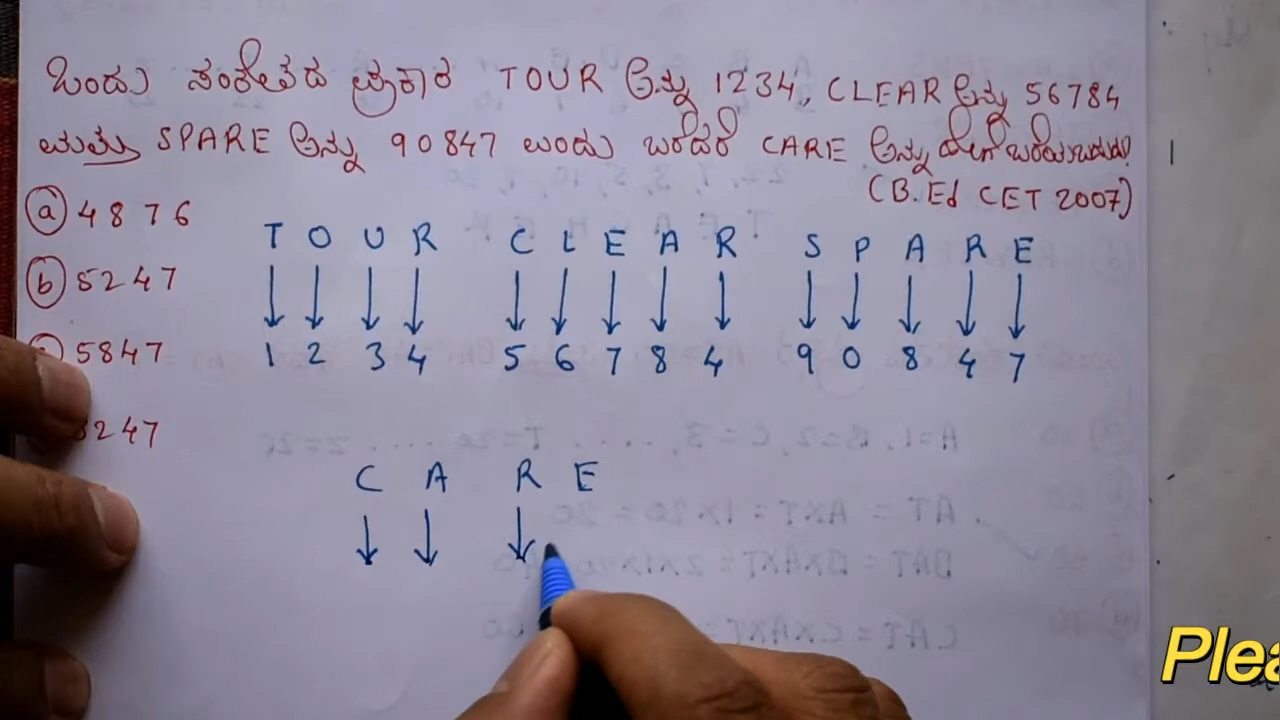 ಒಂದು ಸಂಕೇತದ ಪ್ರಕಾರ TOUR ಅನ್ನು 1234, CLEAR ಅನ್ನು 56784
ಮತ್ತು SPARE ಅನ್ನು 90847 ಎಂದು ಬರೆದರೆ CARE ಅನ್ನು ಹೇಗೆ ಬರೆಯಬಹುದು
(B.Ed CET 2007)
(a) 4876
T O U R C L E A R S P A R E
(b) 5247
1 2 3 4 5 6 7 8 4 9 0 8 4 7
5847
247
C A R E
Plea